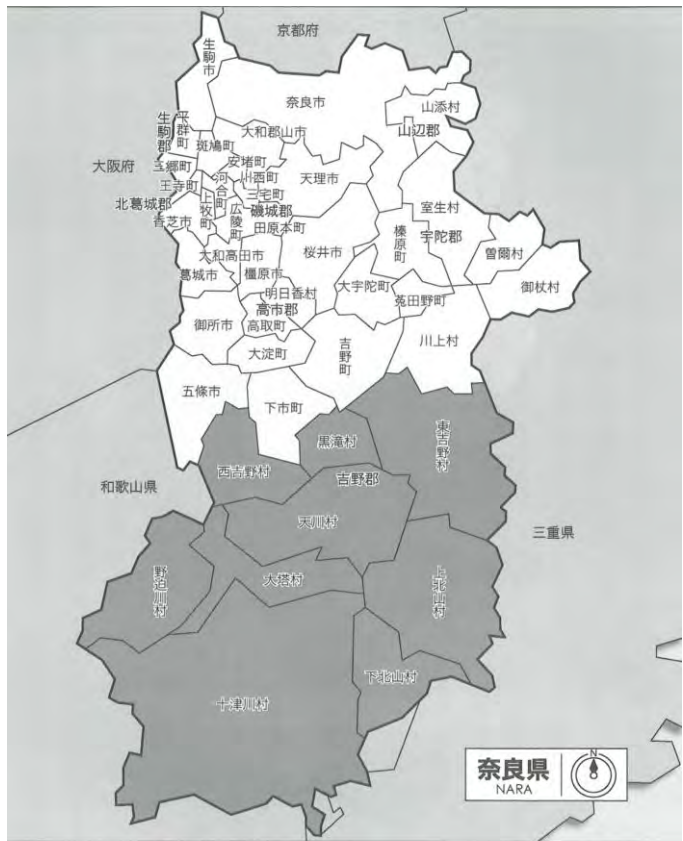 京都府
生駒市
奈良市
山添村
山辺郡
生駒郡
平群町
斑鳩町
大和郡山市
大阪府
三郷町
安堵町
川西町
天理市
王寺町
河合町
三宅町
北葛城郡
上牧町
広陵町
磯城郡
田原本町
香芝市
室生村
宇陀郡
榛原町
曽爾村
御杖村
桜井市
大和高田市
葛城市
橿原市
明日香村
大宇陀町
菟田野町
高市郡
高取町
御所市
吉野町
川上村
大淀町
五條市
下市町
黒滝村
東吉野村
西吉野村
吉野郡
和歌山県
天川村
三重県
野迫川村
大塔村
上北山村
下北山村
十津川村
奈良県
NARA
N